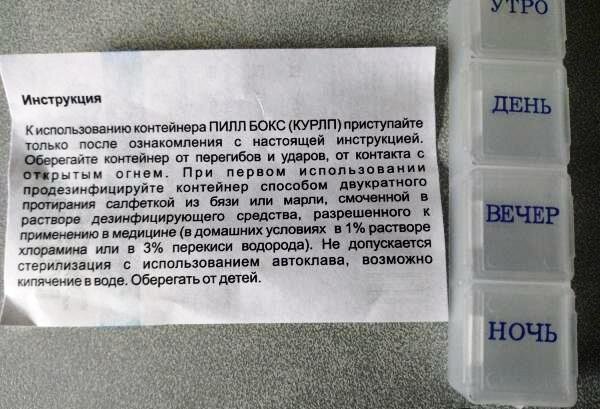 Инструкция
К использованию контейнера ПИЛЛ БОКС (КУРЛП) приступайте
только после ознакомления с настоящей инструкцией.
Оберегайте контейнер от перегибов и ударов, от контакта с
открытым огнем. При первом использовании
продезинфицируйте контейнер способом двукратного
протирания салфеткой из бязи или марли, смоченной в
растворе дезинфицирующего средства, разрешенного к
применению в медицине (в домашних условиях в 1% растворе
хлорамина или в 3% перекиси водорода). Не допускается
стерилизация с использованием автоклава, возможно
кипячение в воде. Оберегать от детей.
УТРО
ДЕНЬ
ВЕЧЕР
НОЧЬ